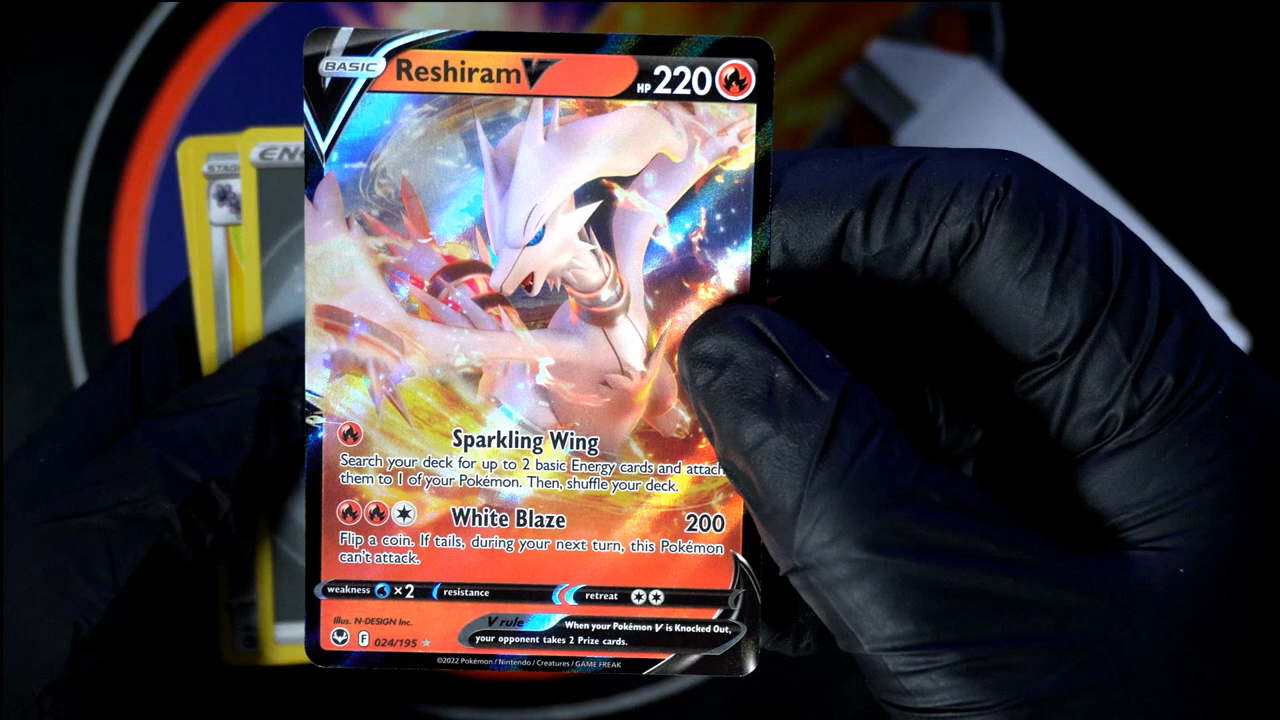 BASIC
Reshiram V
HP 220
STAG
ENE
Sparkling Wing
Search your deck for up to 2 basic Energy cards and attach
them to 1 of your Pokémon. Then, shuffle your deck.
White Blaze 200
Flip a coin. If tails, during your next turn, this Pokémon
can't attack.
weakness ×2 resistance retreat
Illus. N-DESIGN Inc.
V rule When your Pokémon V is Knocked Out,
your opponent takes 2 Prize cards.
F 024/195
©2022 Pokémon / Nintendo / Creatures / GAME FREAK